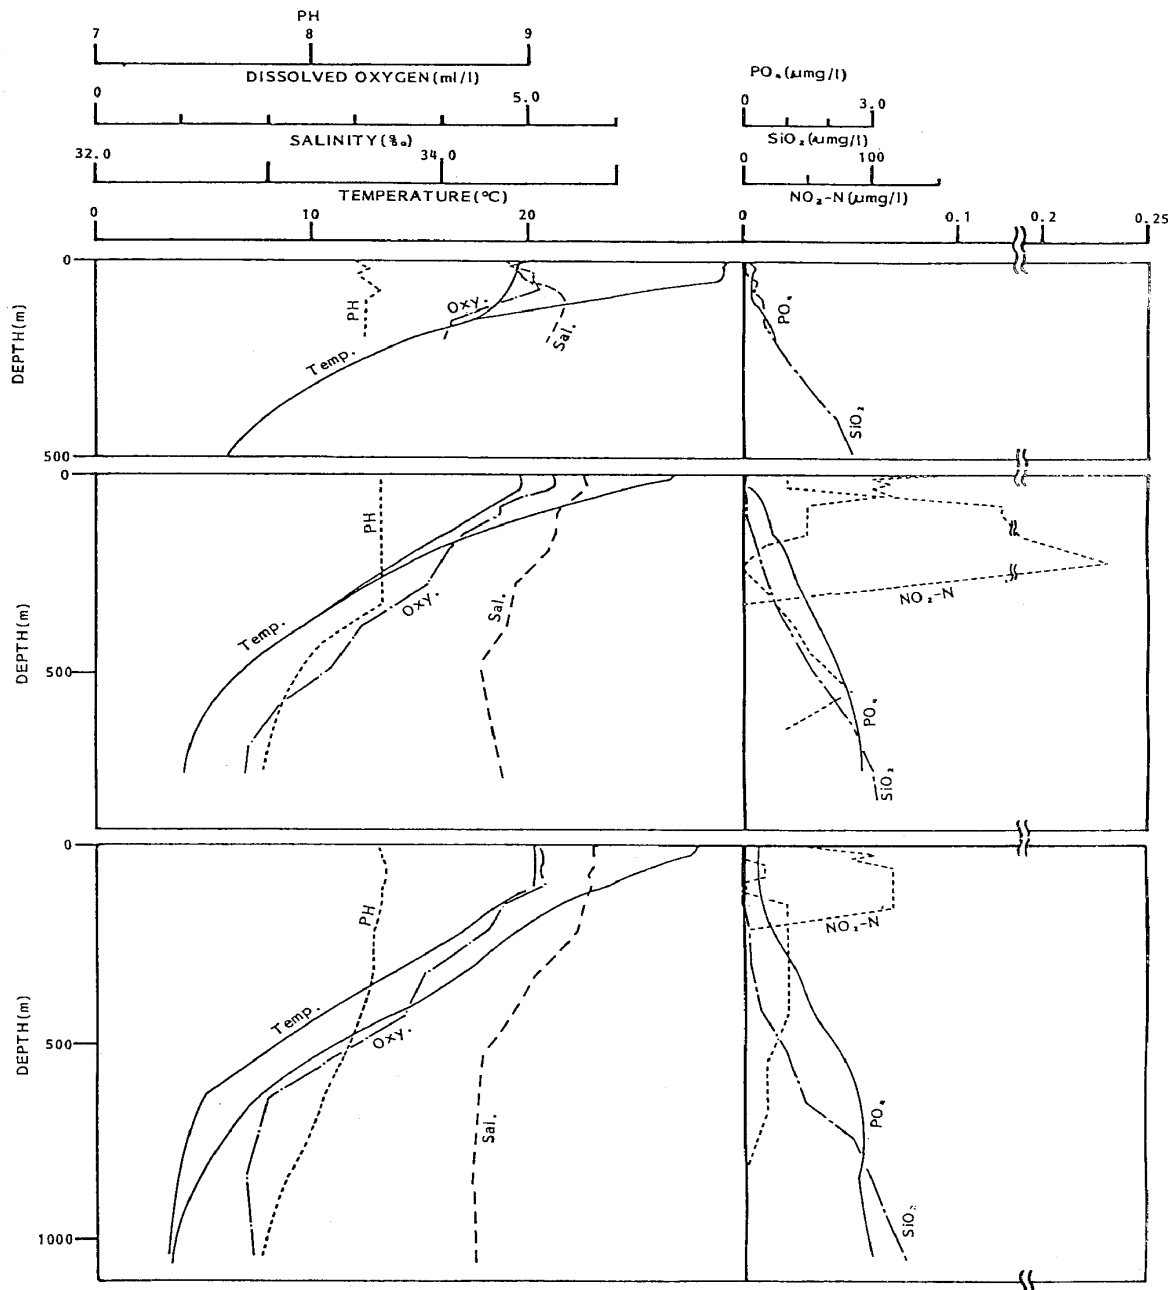 PH
7 8 9
DISSOLVED OXYGEN (ml/l)
0 5.0
SALINITY (‰)
32.0 34.0
TEMPERATURE (°C)
0 10 20
PO₄ (μmg/l)
0 3.0
SiO₂ (μmg/l)
0 100
NO₂-N (μmg/l)
0 0.1 0.2 0.25
0
DEPTH (m)
500
PH
Oxy.
Sal.
Temp.
PO₄
SiO₂
0
DEPTH (m)
500
PH
Temp.
Oxy.
Sal.
NO₂-N
PO₄
SiO₂
0
DEPTH (m)
500
1000
PH
Temp.
Oxy.
Sal.
NO₂-N
PO₄
SiO₂